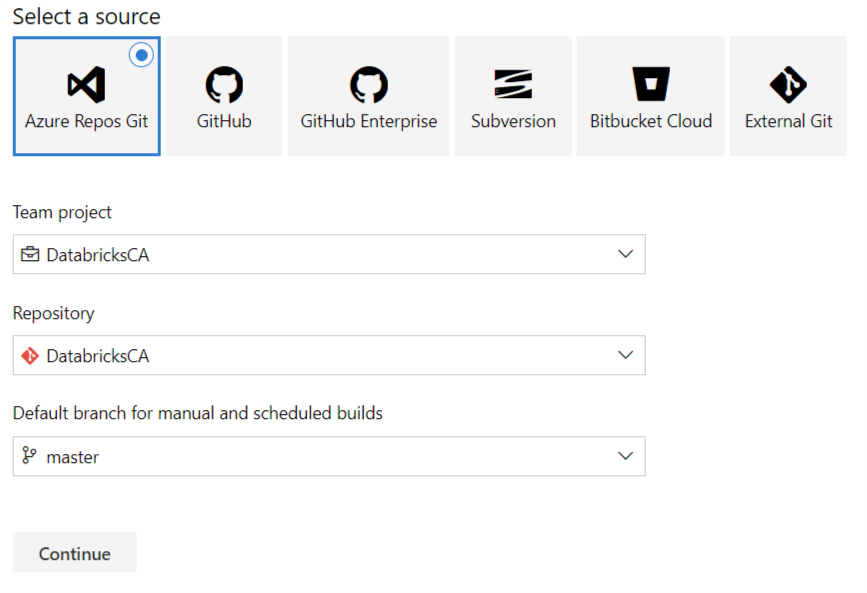 Select a source
Azure Repos Git
GitHub
GitHub Enterprise
Subversion
Bitbucket Cloud
External Git
Team project
DatabricksCA
Repository
DatabricksCA
Default branch for manual and scheduled builds
master
Continue